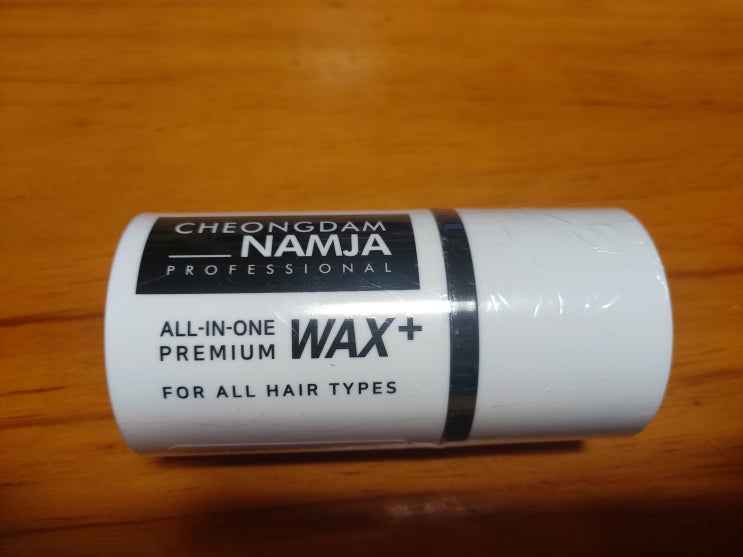 CHEONGDAM
NAMJA
PROFESSIONAL
ALL-IN-ONE
PREMIUM WAX+
FOR ALL HAIR TYPES